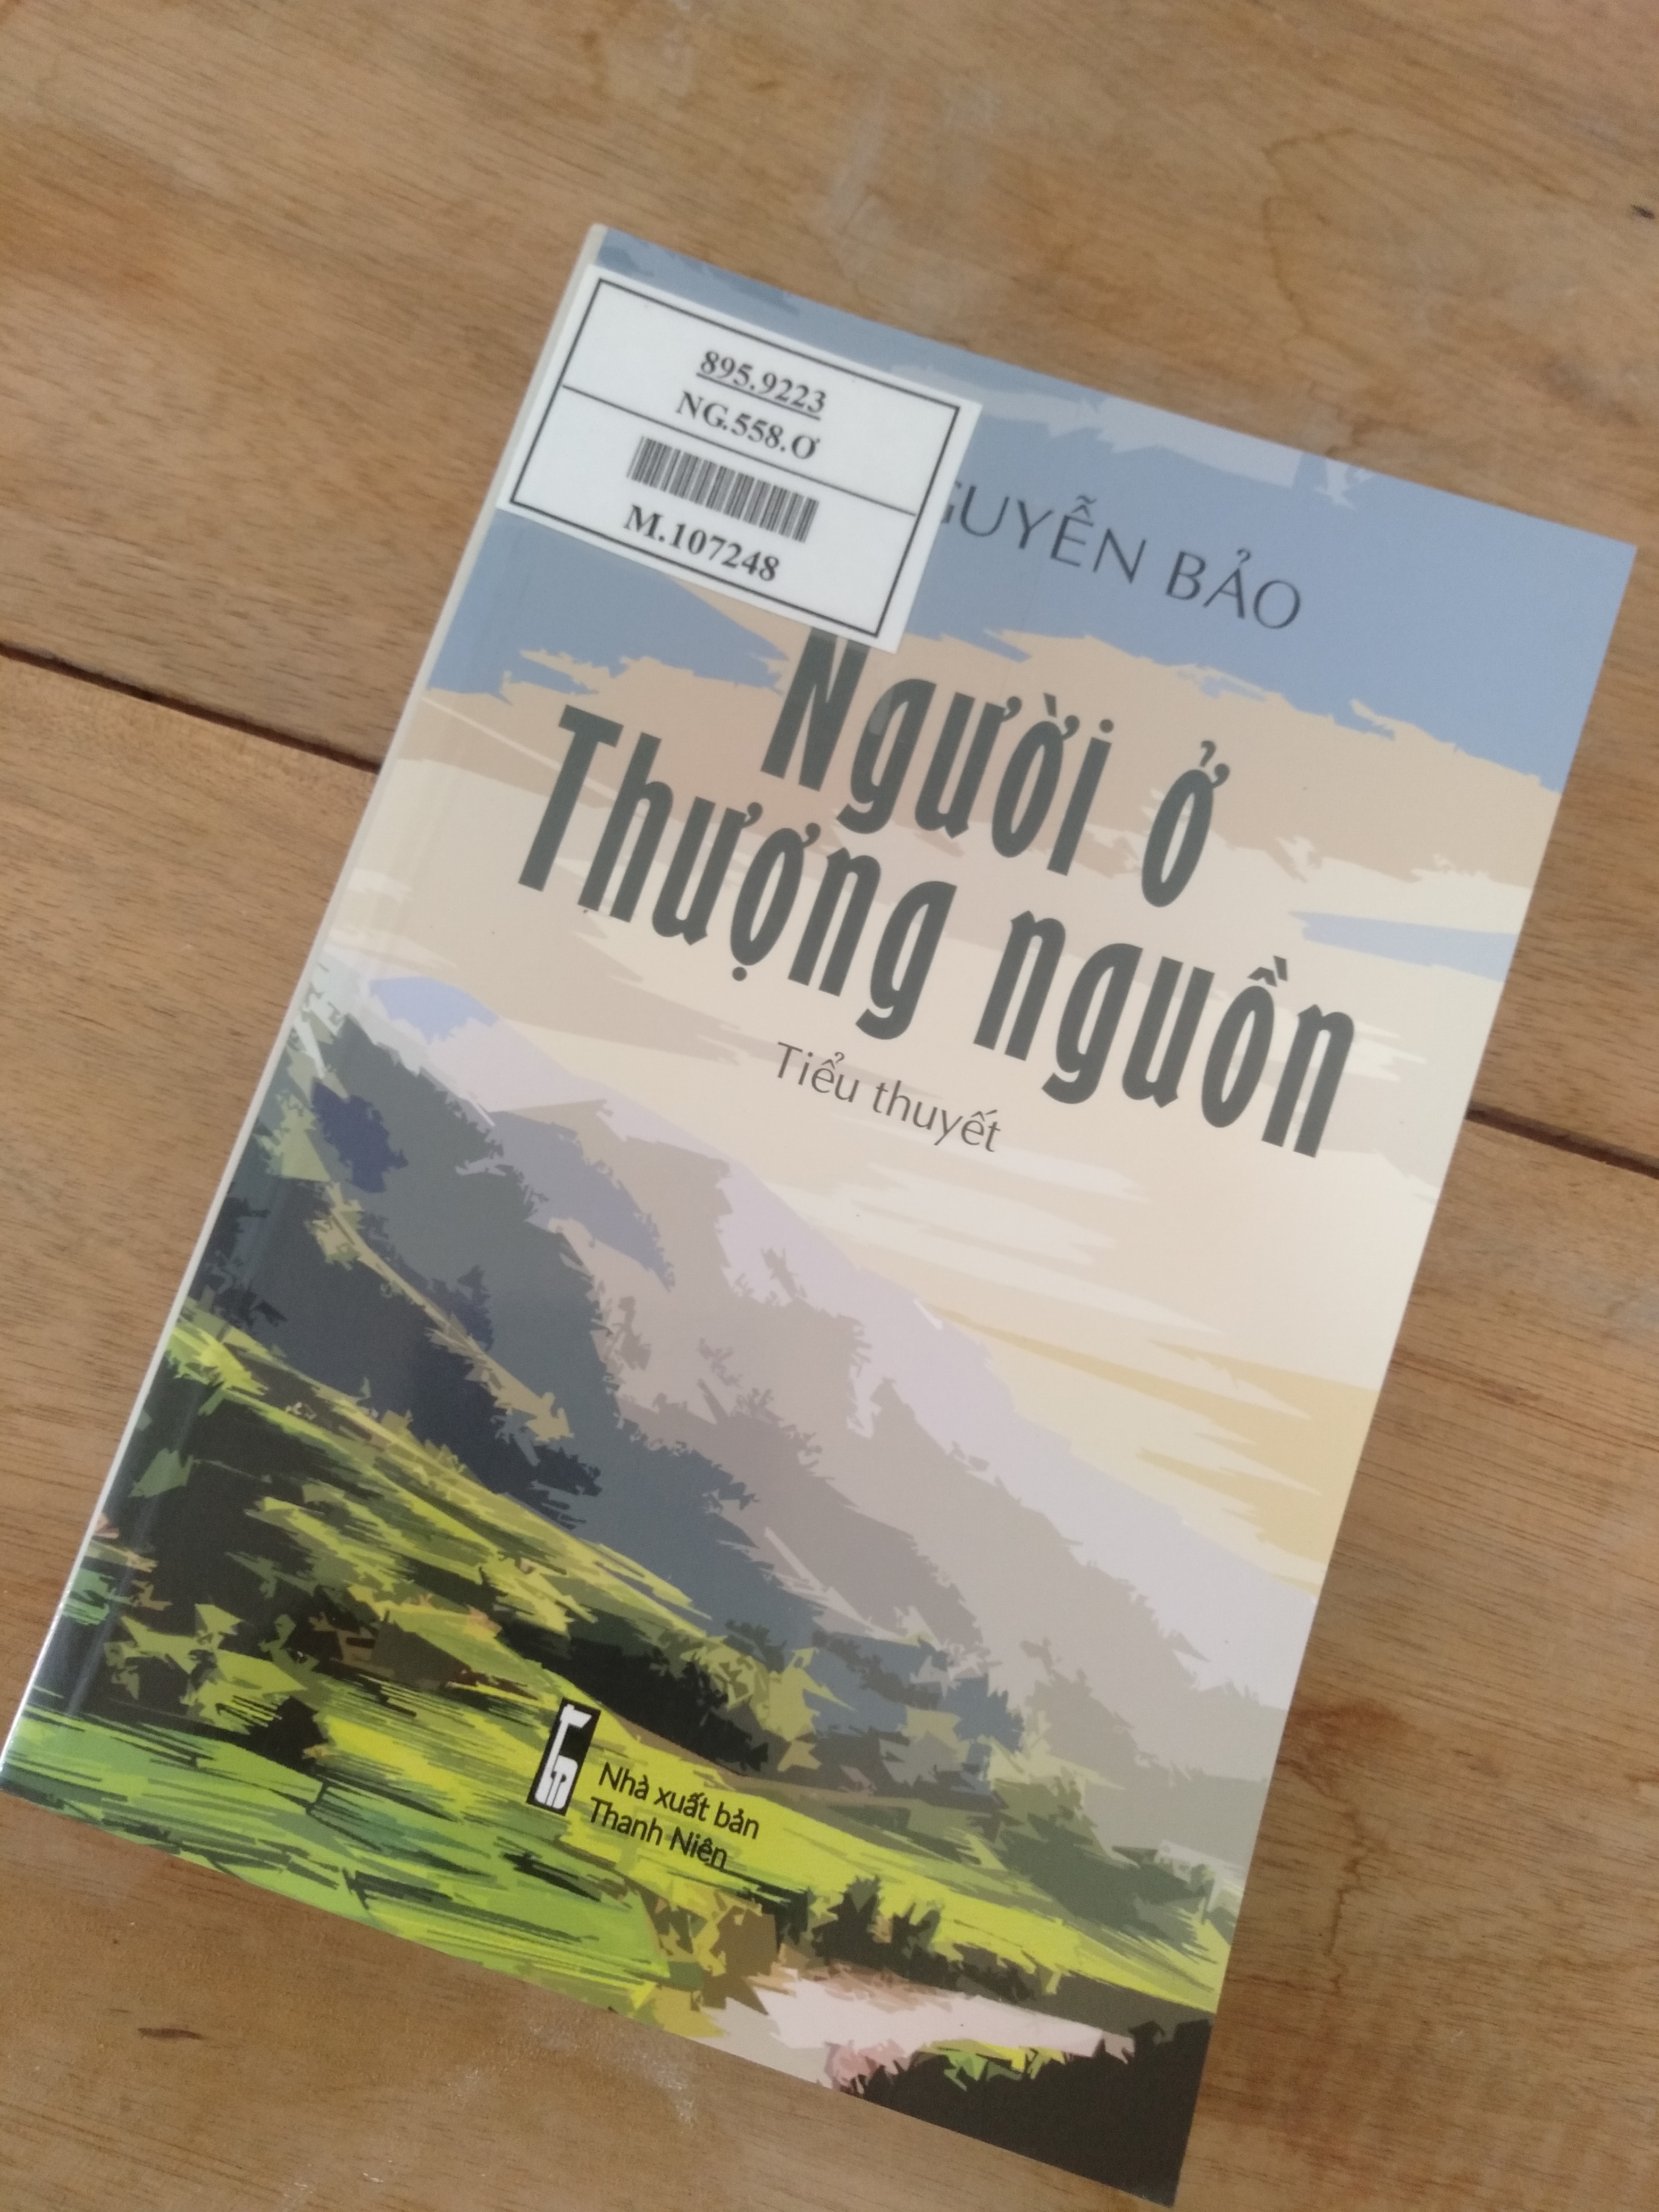 895.9223
NG.558.Ơ
M.107248
GUYỄN BẢO
Người ở
Thượng nguồn
Tiểu thuyết
Nhà xuất bản
Thanh Niên